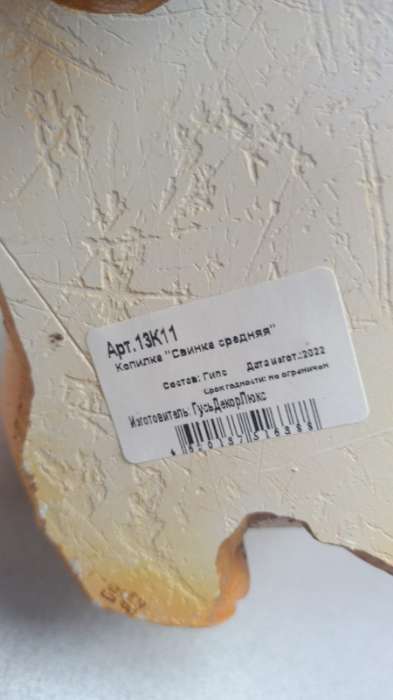 Арт.13К11
Копилка "Свинка средняя"
Состав: Гипс Дата изгот.:2022
Срок годности: не ограничен
Изготовитель: ГусьДекорЛюкс